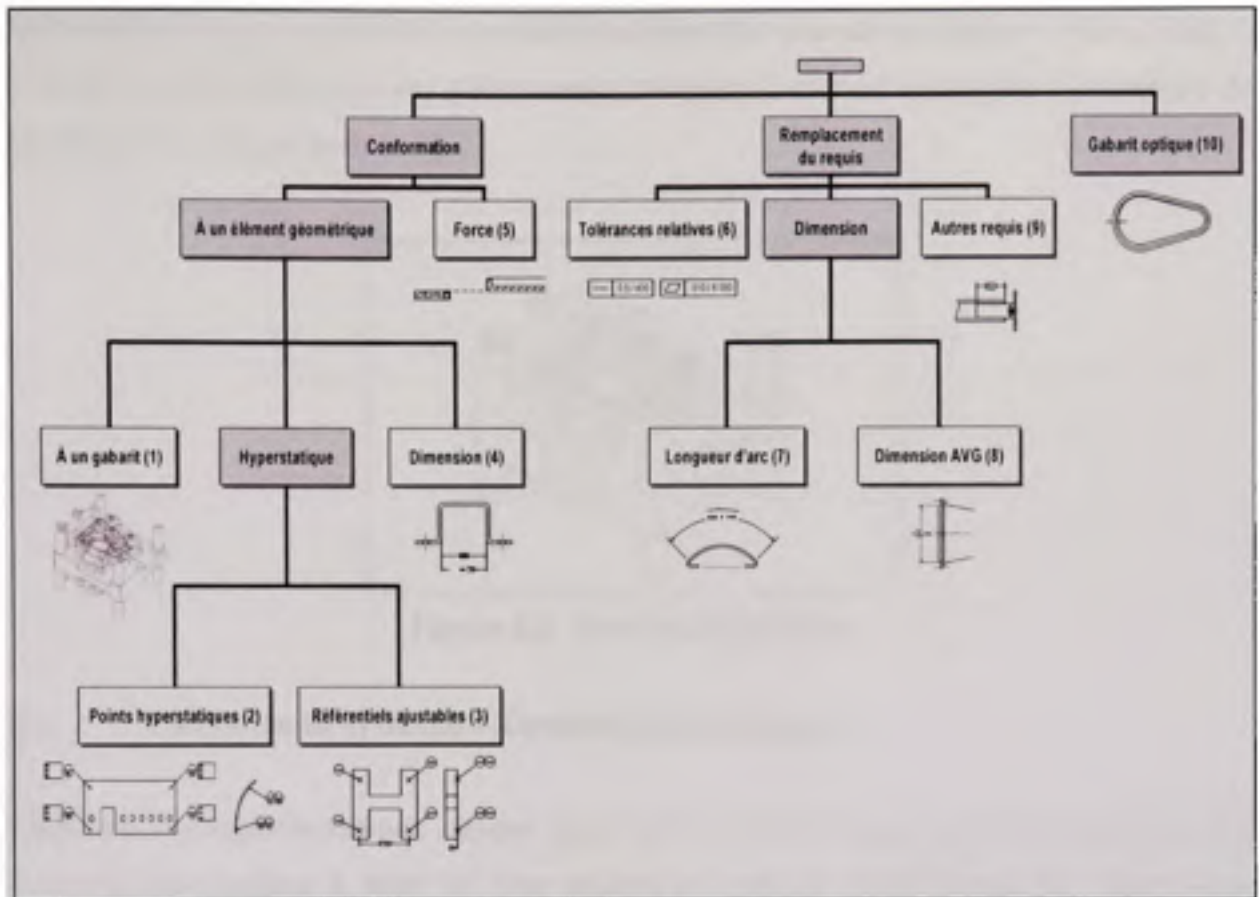 Conformation
Remplacement
du requis
Gabarit optique (10)
À un élément géométrique
Force (5)
Tolérances relatives (6)
Dimension
Autres requis (9)
À un gabarit (1)
Hyperstatique
Dimension (4)
Longueur d'arc (7)
Dimension AVG (8)
Points hyperstatiques (2)
Référentiels ajustables (3)